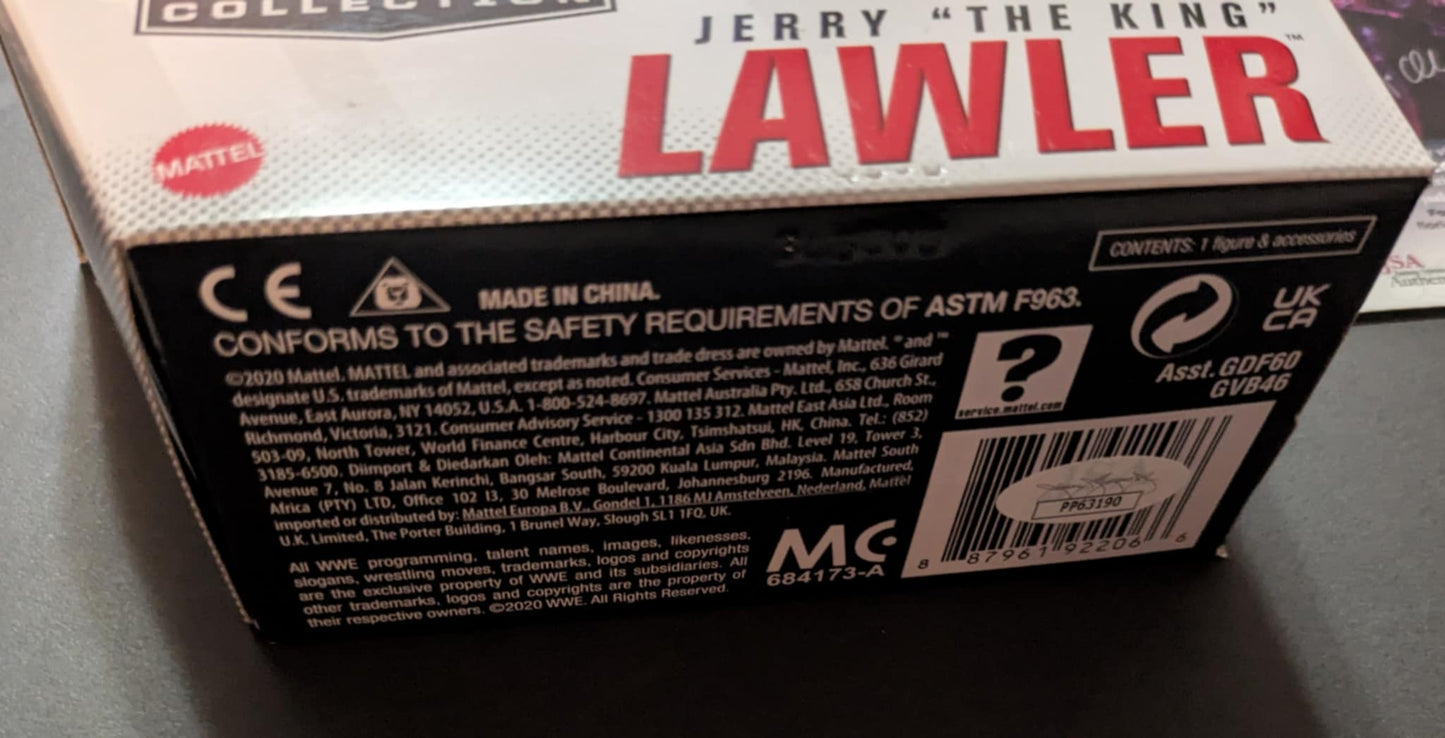 COLLECTION
JERRY “THE KING”
LAWLER™
MATTEL
CONTENTS: 1 figure & accessories
CE
MADE IN CHINA.
CONFORMS TO THE SAFETY REQUIREMENTS OF ASTM F963.
©2020 Mattel. MATTEL and associated trademarks and trade dress are owned by Mattel. ® and ™
designate U.S. trademarks of Mattel, except as noted. Consumer Services - Mattel, Inc., 636 Girard
Avenue, East Aurora, NY 14052, U.S.A. 1-800-524-8697. Mattel Australia Pty. Ltd., 658 Church St.,
Richmond, Victoria, 3121. Consumer Advisory Service - 1300 135 312. Mattel East Asia Ltd., Room
503-09, North Tower, World Finance Centre, Harbour City, Tsimshatsui, HK, China. Tel.: (852)
3185-6500. Diimport & Diedarkan Oleh: Mattel Continental Asia Sdn Bhd. Level 19, Tower 3,
Avenue 7, No. 8 Jalan Kerinchi, Bangsar South, 59200 Kuala Lumpur, Malaysia. Mattel South
Africa (PTY) LTD, Office 102 I3, 30 Melrose Boulevard, Johannesburg 2196. Manufactured,
imported or distributed by: Mattel Europa B.V., Gondel 1, 1186 MJ Amstelveen, Nederland, Mattel
U.K. Limited, The Porter Building, 1 Brunel Way, Slough SL1 1FQ, UK.
All WWE programming, talent names, images, likenesses,
slogans, wrestling moves, trademarks, logos and copyrights
are the exclusive property of WWE and its subsidiaries. All
other trademarks, logos and copyrights are the property of
their respective owners. ©2020 WWE. All Rights Reserved.
MC
684173-A
?
service.mattel.com
UK
CA
Asst. GDF60
GVB46
PP63190
8 87961 92206 6